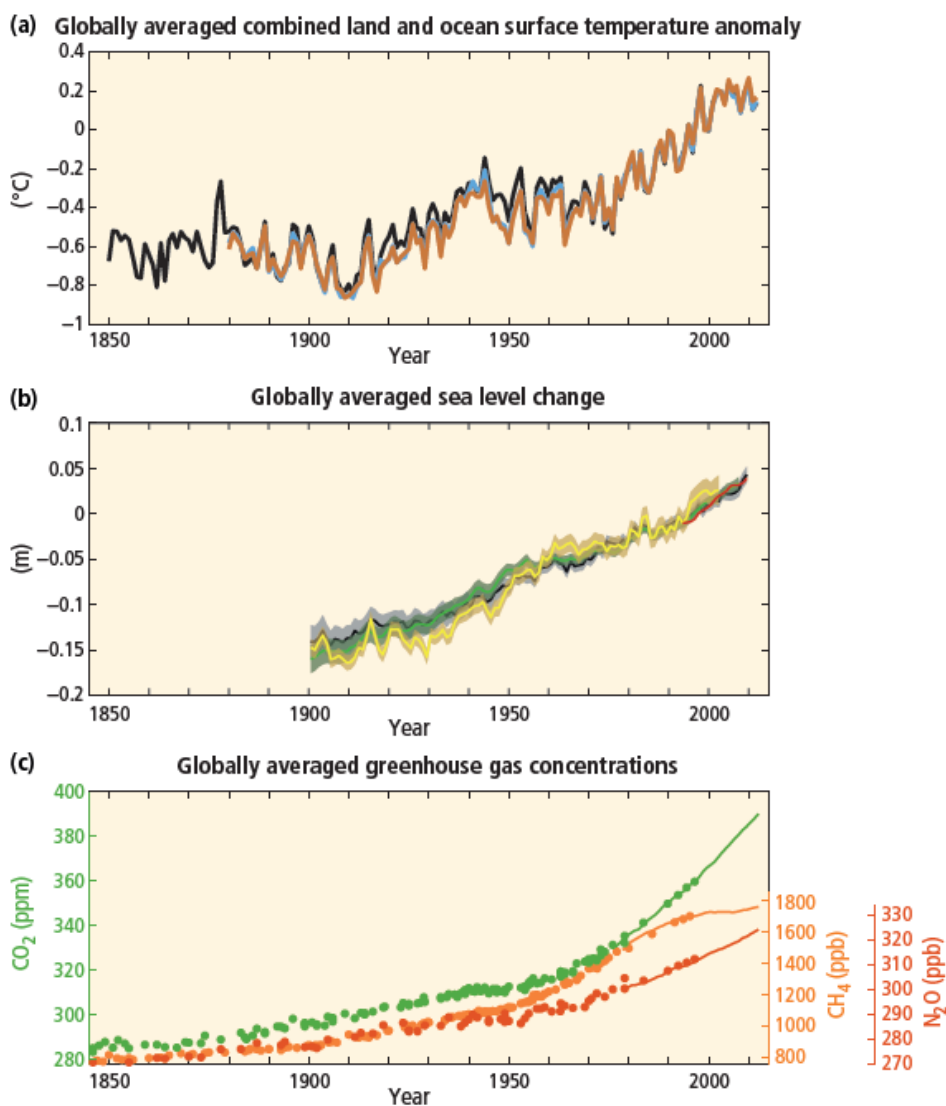 (a) Globally averaged combined land and ocean surface temperature anomaly
0.4
0.2
0
−0.2
−0.4
−0.6
−0.8
−1
(°C)
1850 1900 1950 2000
Year
(b) Globally averaged sea level change
0.1
0.05
0
−0.05
−0.1
−0.15
−0.2
(m)
1850 1900 1950 2000
Year
(c) Globally averaged greenhouse gas concentrations
400
380
360
340
320
300
280
CO₂ (ppm)
1800
1600
1400
1200
1000
800
CH₄ (ppb)
330
320
310
300
290
280
270
N₂O (ppb)
1850 1900 1950 2000
Year